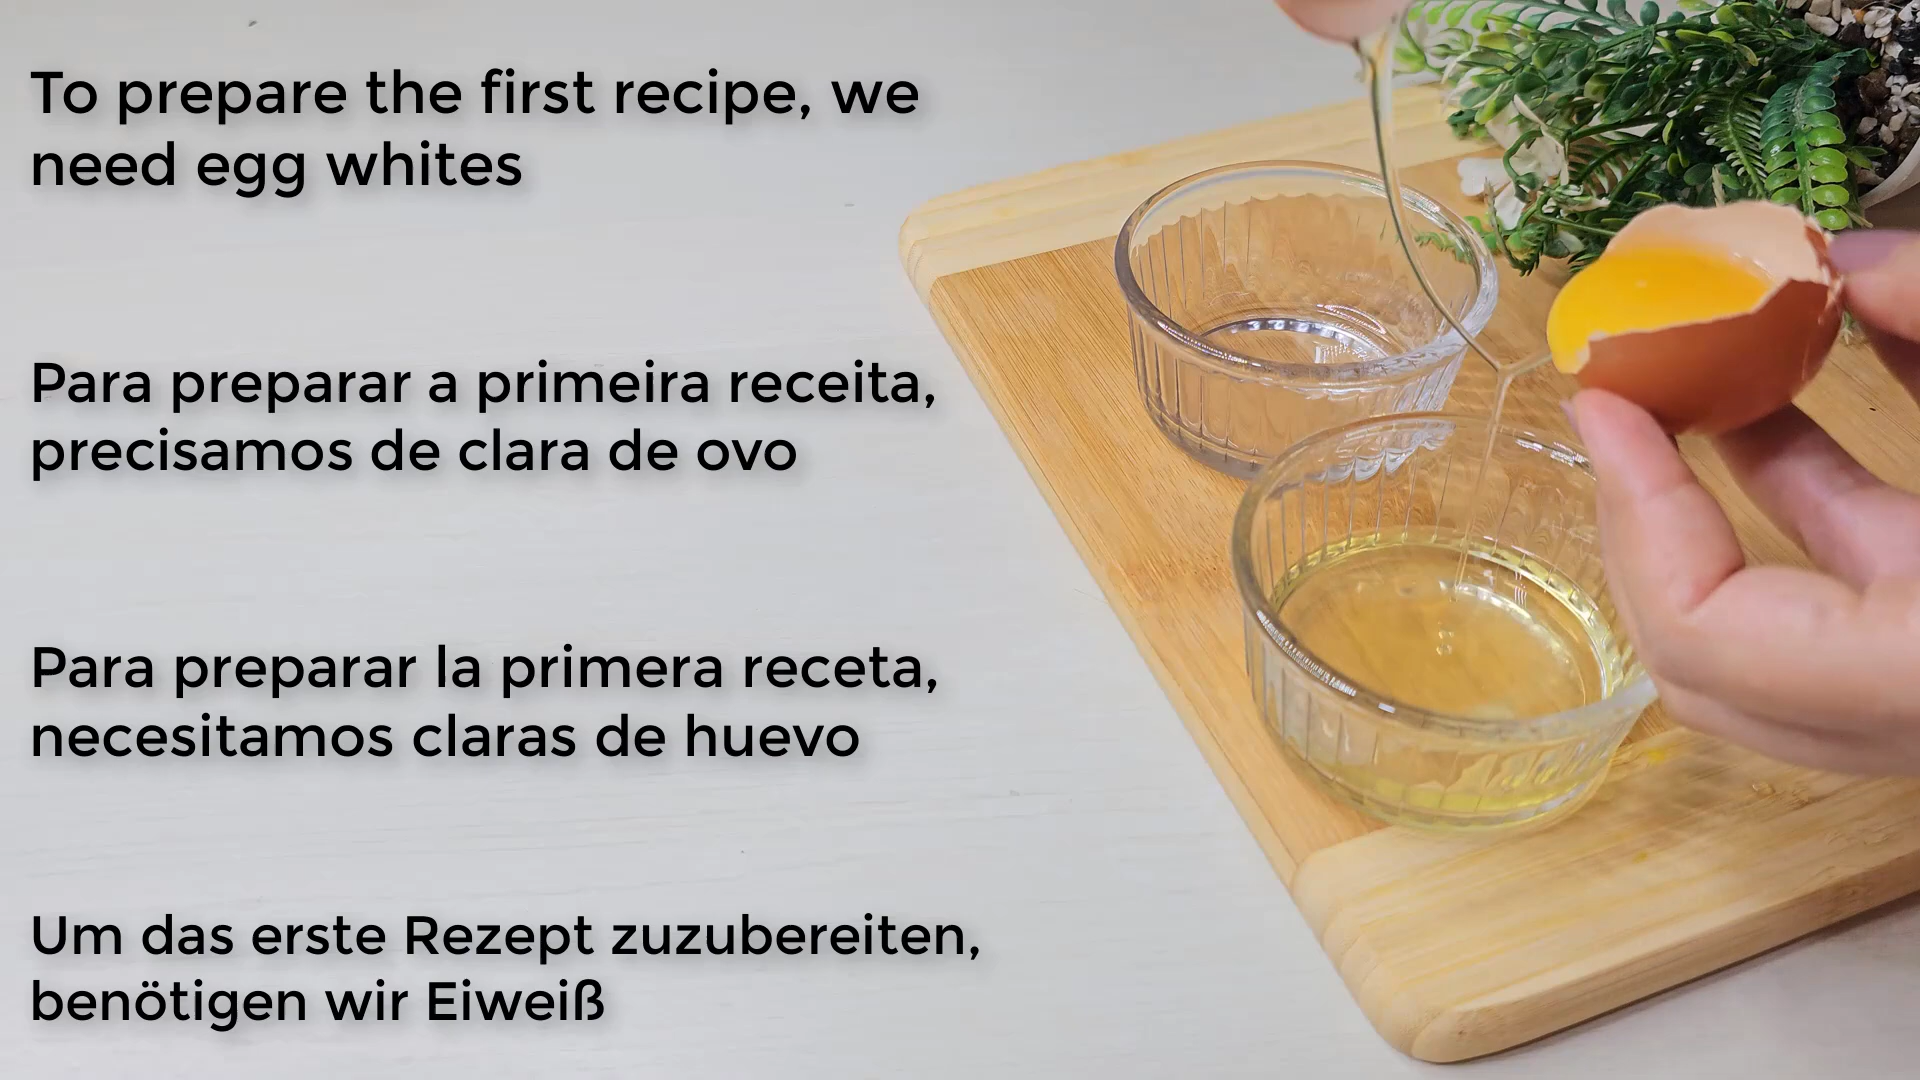 To prepare the first recipe, we
need egg whites
Para preparar a primeira receita,
precisamos de clara de ovo
Para preparar la primera receta,
necesitamos claras de huevo
Um das erste Rezept zuzubereiten,
benötigen wir Eiweiß